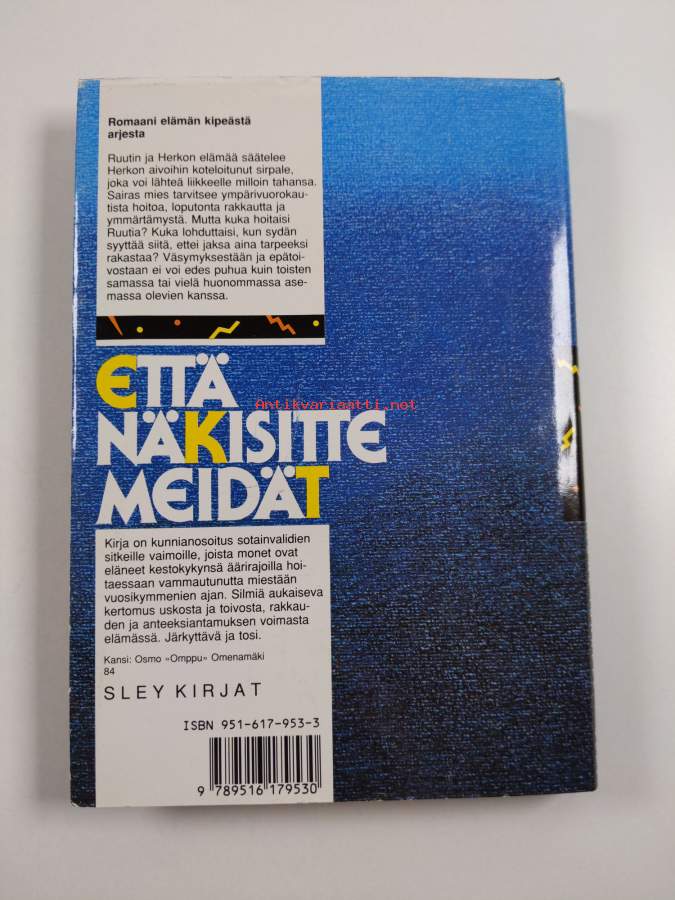 Romaani elämän kipeästä
arjesta
Ruutin ja Herkon elämää säätelee
Herkon aivoihin koteloitunut sirpale,
joka voi lähteä liikkeelle milloin tahansa.
Sairas mies tarvitsee ympärivuorokau-
tista hoitoa, loputonta rakkautta ja
ymmärtämystä. Mutta kuka hoitaisi
Ruutia? Kuka lohduttaisi, kun sydän
syyttää siitä, ettei jaksa aina tarpeeksi
rakastaa? Väsymyksestään ja epätoi-
vostaan ei voi edes puhua kuin toisten
samassa tai vielä huonommassa ase-
massa olevien kanssa.
ETTÄ
Antikvariaatti.net
NÄKISITTE
MEIDÄT
Kirja on kunnianosoitus sotainvalidien
sitkeille vaimoille, joista monet ovat
eläneet kestokykynsä äärirajoilla hoi-
taessaan vammautunutta miestään
vuosikymmenien ajan. Silmiä aukaiseva
kertomus uskosta ja toivosta, rakkau-
den ja anteeksiantamuksen voimasta
elämässä. Järkyttävä ja tosi.
Kansi: Osmo »Omppu» Omenamäki
84
SLEY KIRJAT
ISBN 951-617-953-3
9 789516 179530